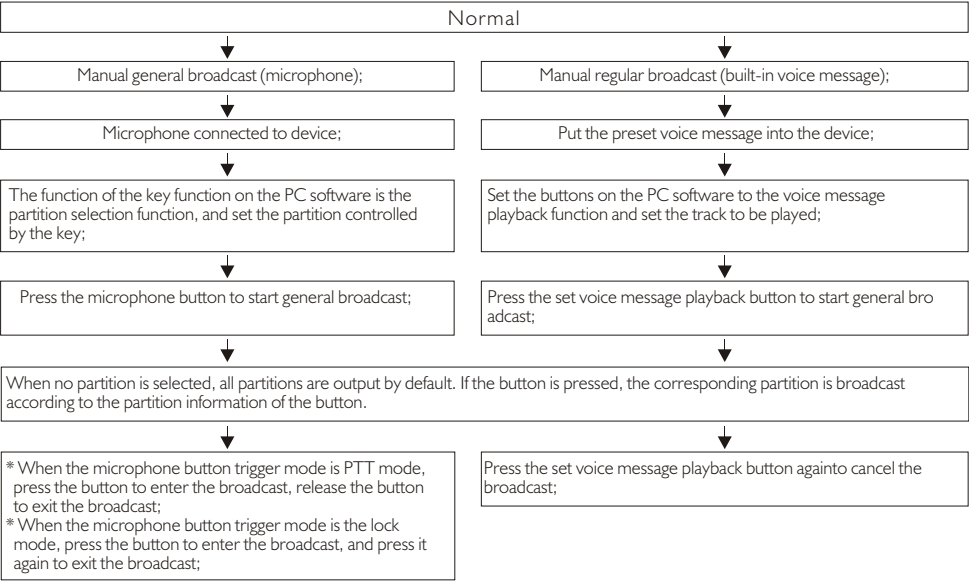 Normal
Manual general broadcast (microphone);
Manual regular broadcast (built-in voice message);
Microphone connected to device;
Put the preset voice message into the device;
The function of the key function on the PC software is the
partition selection function, and set the partition controlled
by the key;
Set the buttons on the PC software to the voice message
playback function and set the track to be played;
Press the microphone button to start general broadcast;
Press the set voice message playback button to start general bro
adcast;
When no partition is selected, all partitions are output by default. If the button is pressed, the corresponding partition is broadcast
according to the partition information of the button.
* When the microphone button trigger mode is PTT mode,
press the button to enter the broadcast, release the button
to exit the broadcast;
* When the microphone button trigger mode is the lock
mode, press the button to enter the broadcast, and press it
again to exit the broadcast;
Press the set voice message playback button againto cancel the
broadcast;